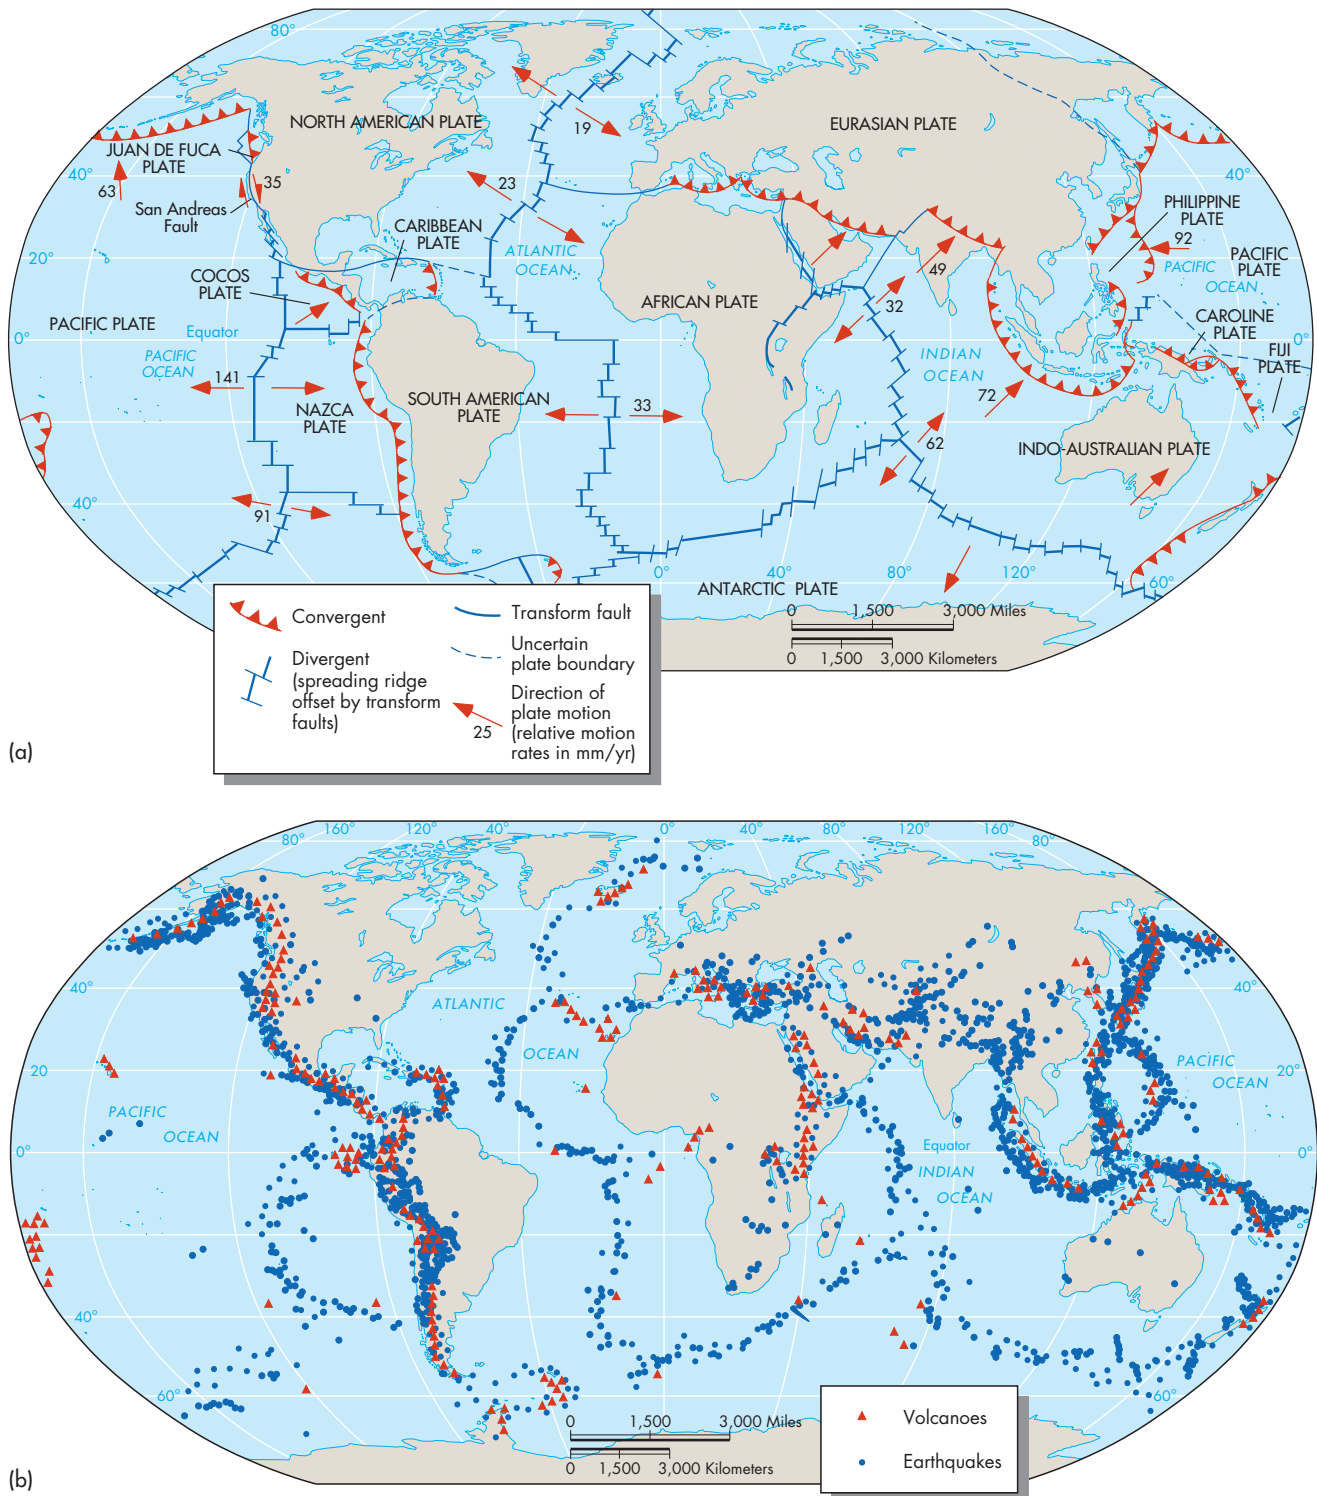 80°
NORTH AMERICAN PLATE
19
EURASIAN PLATE
JUAN DE FUCA
PLATE
40°
63
35
23
40°
San Andreas
Fault
CARIBBEAN
PLATE
PHILIPPINE
PLATE
92
20°
ATLANTIC
OCEAN
49
PACIFIC
OCEAN
PACIFIC
PLATE
20°
COCOS
PLATE
AFRICAN PLATE
32
PACIFIC PLATE
Equator
CAROLINE
PLATE
0°
0°
PACIFIC
OCEAN
INDIAN
OCEAN
FIJI
PLATE
141
NAZCA
PLATE
SOUTH AMERICAN
PLATE
33
72
62
INDO-AUSTRALIAN PLATE
40°
91
0°
40°
80°
120°
60°
ANTARCTIC PLATE
0
1,500
3,000 Miles
0
1,500
3,000 Kilometers
Convergent
Divergent
(spreading ridge
offset by transform
faults)
Transform fault
Uncertain
plate boundary
Direction of
plate motion
(relative motion
rates in mm/yr)
25
(a)
160°
120°
40°
0°
40°
80°
120°
160°
80°
80°
40°
ATLANTIC
OCEAN
40°
20°
PACIFIC
OCEAN
20°
PACIFIC
OCEAN
0°
Equator
0°
INDIAN
OCEAN
40°
60°
60°
0
1,500
3,000 Miles
0
1,500
3,000 Kilometers
Volcanoes
Earthquakes
(b)